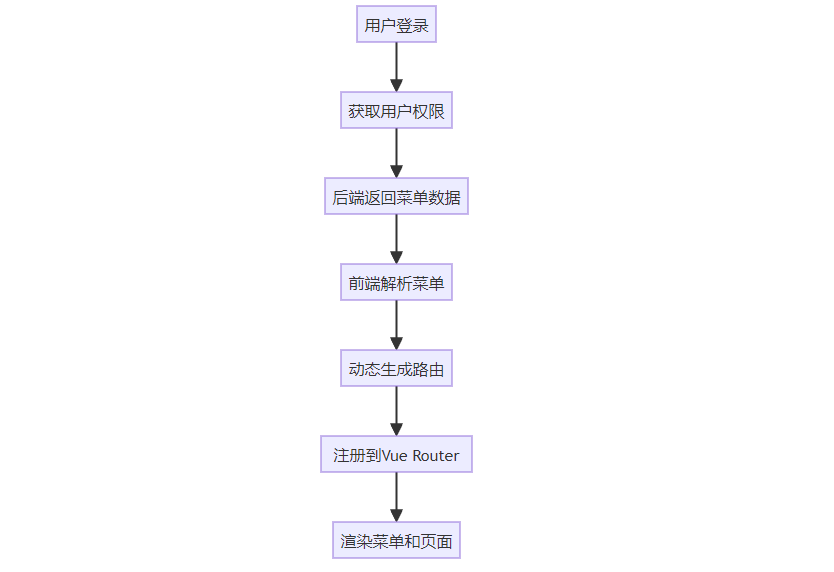 用户登录
获取用户权限
后端返回菜单数据
前端解析菜单
动态生成路由
注册到Vue Router
渲染菜单和页面